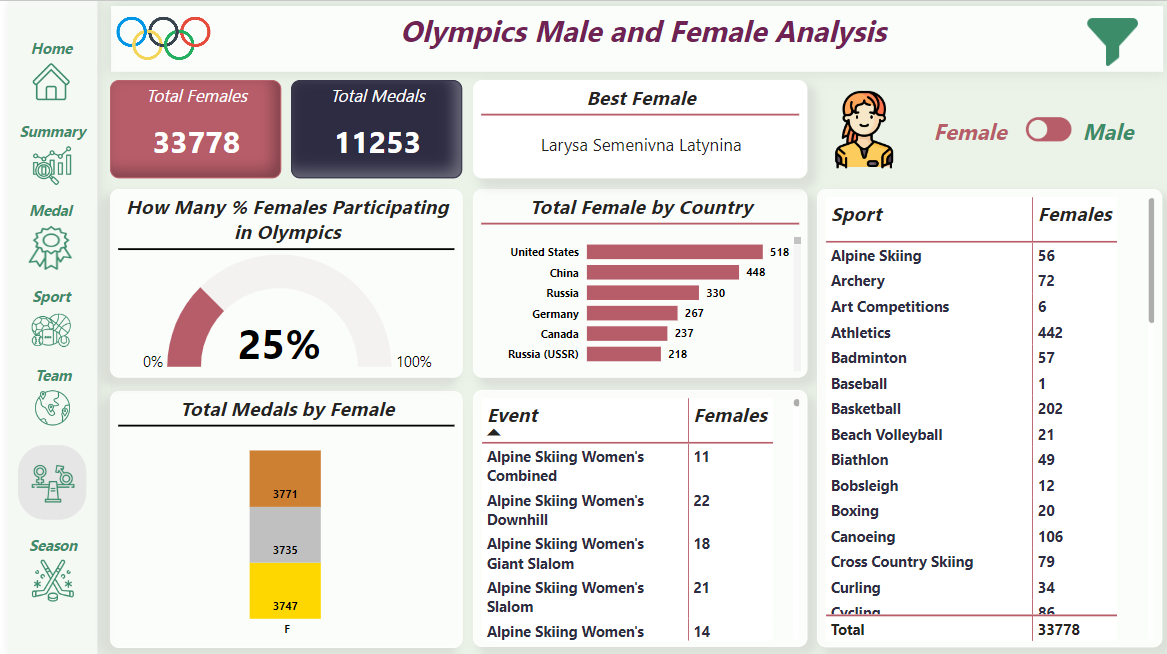 Olympics Male and Female Analysis
Home
Summary
Medal
Sport
Team
Season
Total Females
33778
Total Medals
11253
Best Female
Larysa Semenivna Latynina
Female
Male
How Many % Females Participating
in Olympics
0%
25%
100%
Total Female by Country
United States 518
China 448
Russia 330
Germany 267
Canada 237
Russia (USSR) 218
Total Medals by Female
3771
3735
3747
F
Event Females
Alpine Skiing Women's 11
Combined
Alpine Skiing Women's 22
Downhill
Alpine Skiing Women's 18
Giant Slalom
Alpine Skiing Women's 21
Slalom
Alpine Skiing Women's 14
Sport Females
Alpine Skiing 56
Archery 72
Art Competitions 6
Athletics 442
Badminton 57
Baseball 1
Basketball 202
Beach Volleyball 21
Biathlon 49
Bobsleigh 12
Boxing 20
Canoeing 106
Cross Country Skiing 79
Curling 34
Cycling 86
Total 33778